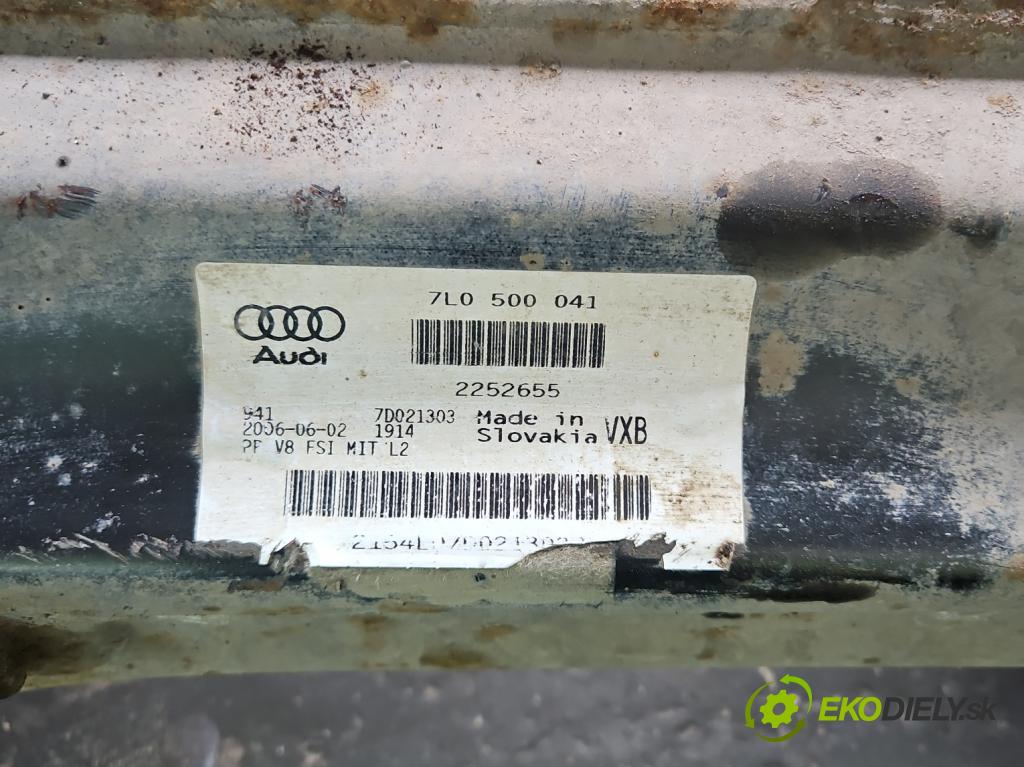 7L0 500 041
Audi
2252655
941 7D021303 Made in
2006-06-02 1914 Slovakia VXB
PF V8 FSI MIT L2
EKODIELY.sk